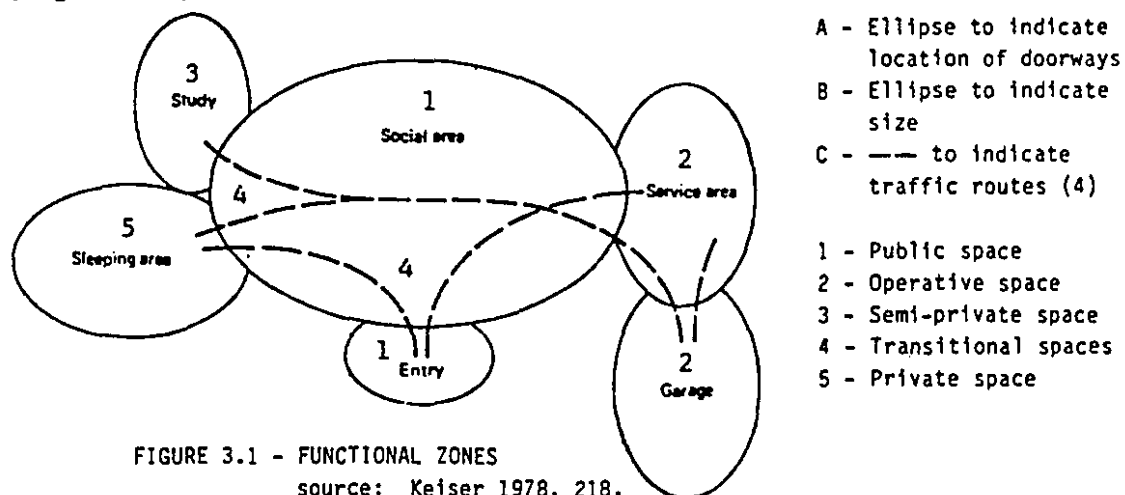 3
Study
1
Social area
2
Service area
4
5
Sleeping area
4
1
Entry
2
Garage
A - Ellipse to indicate
location of doorways
B - Ellipse to indicate
size
C - --- to indicate
traffic routes (4)
1 - Public space
2 - Operative space
3 - Semi-private space
4 - Transitional spaces
5 - Private space
FIGURE 3.1 - FUNCTIONAL ZONES
source: Keiser 1978, 218.